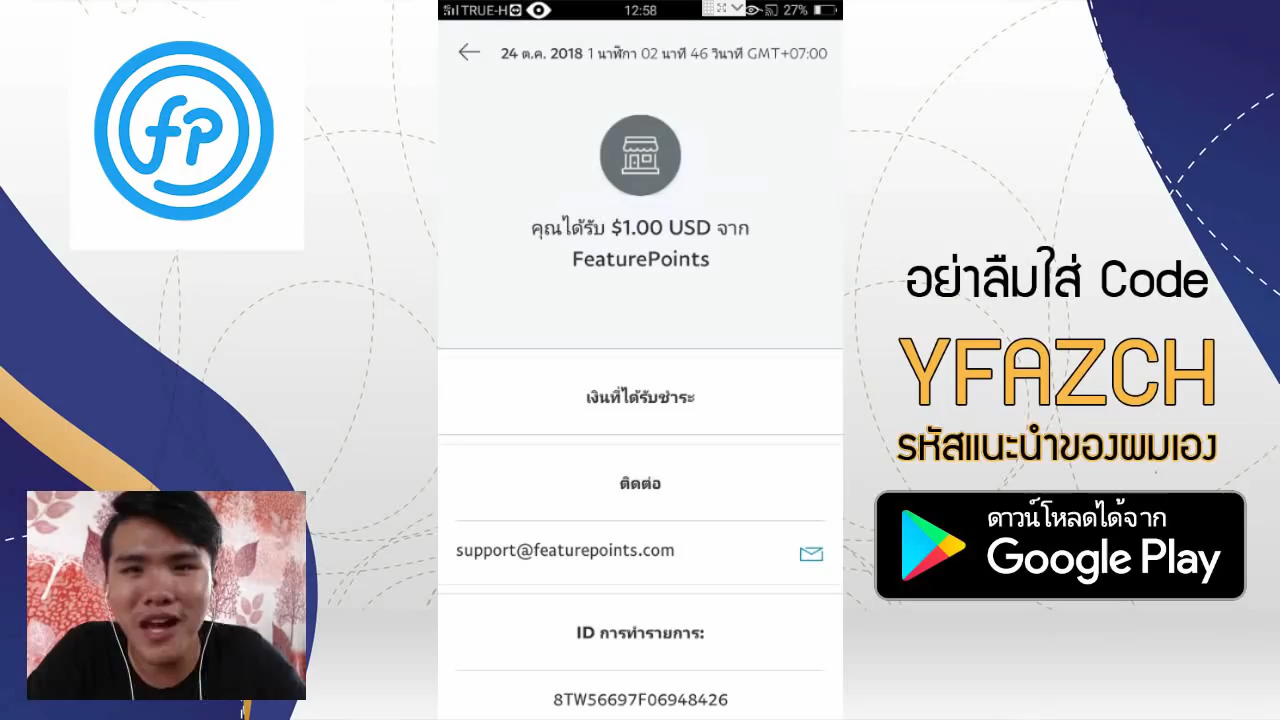 fp
TRUE-H 12:58 27%
24 ต.ค. 2018 1 นาฬิกา 02 นาที 46 วินาที GMT+07:00
คุณได้รับ $1.00 USD จาก
FeaturePoints
เงินที่ได้รับชำระ
ติดต่อ
support@featurepoints.com
ID การทำรายการ:
8TW56697F06948426
อย่าลืมใส่ Code
YFAZCH
รหัสแนะนำของผมเอง
ดาวน์โหลดได้จาก
Google Play